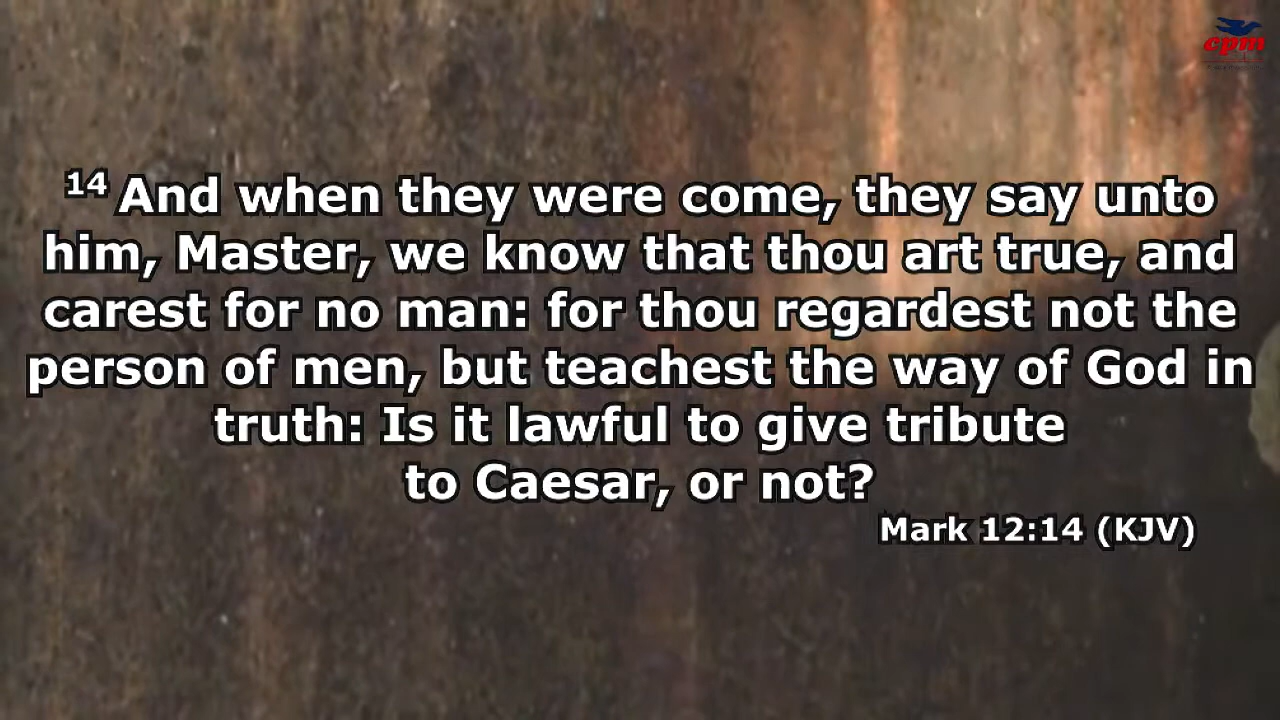 cpm
14 And when they were come, they say unto
him, Master, we know that thou art true, and
carest for no man: for thou regardest not the
person of men, but teachest the way of God in
truth: Is it lawful to give tribute
to Caesar, or not?
Mark 12:14 (KJV)